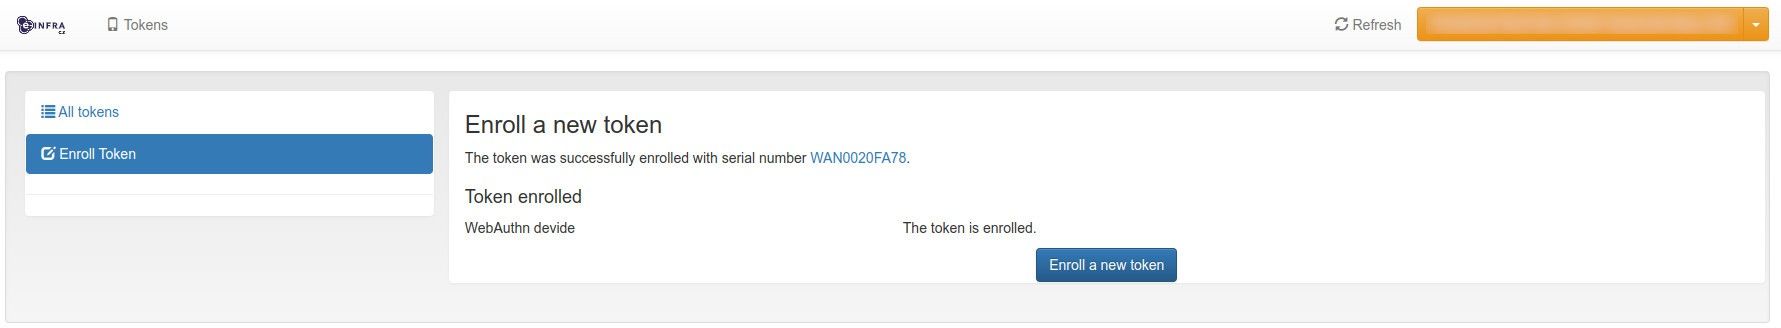 e INFRA CZ
Tokens
Refresh
All tokens
Enroll Token
Enroll a new token
The token was successfully enrolled with serial number WAN0020FA78.
Token enrolled
WebAuthn devide
The token is enrolled.
Enroll a new token